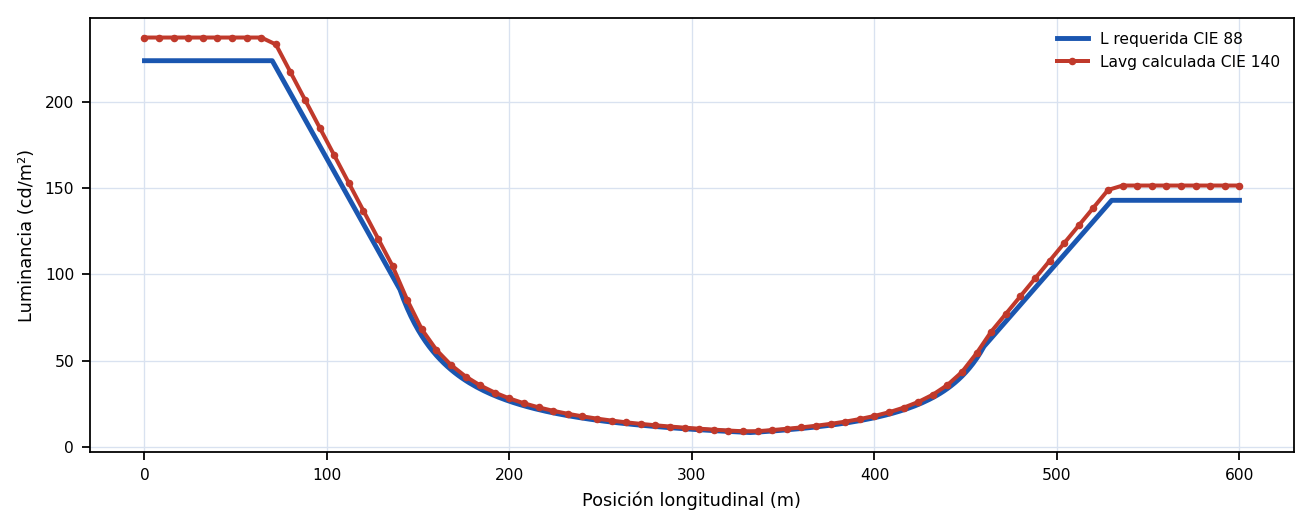 L requerida CIE 88
Lavg calculada CIE 140
Luminancia (cd/m²)
200
150
100
50
0
0 100 200 300 400 500 600
Posición longitudinal (m)